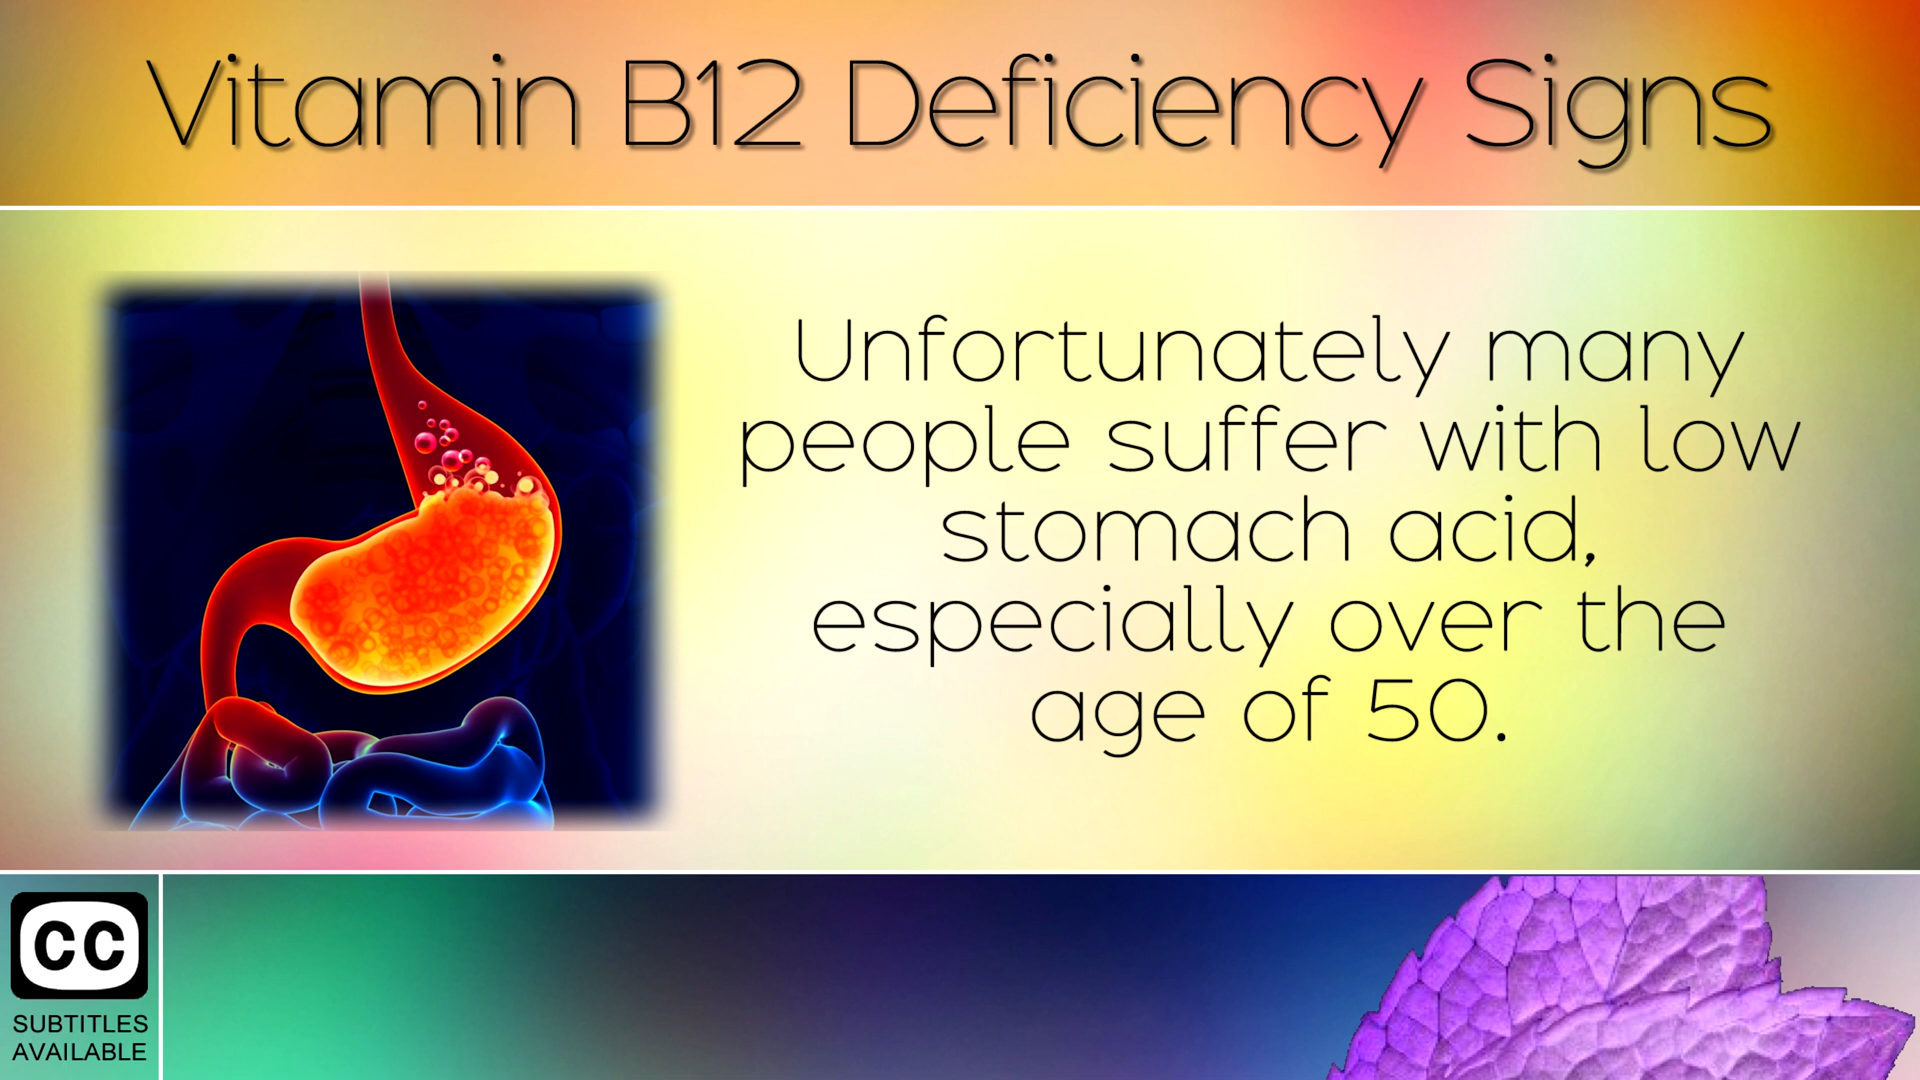 Vitamin B12 Deficiency Signs
Unfortunately many
people suffer with low
stomach acid,
especially over the
age of 50.
CC
SUBTITLES
AVAILABLE